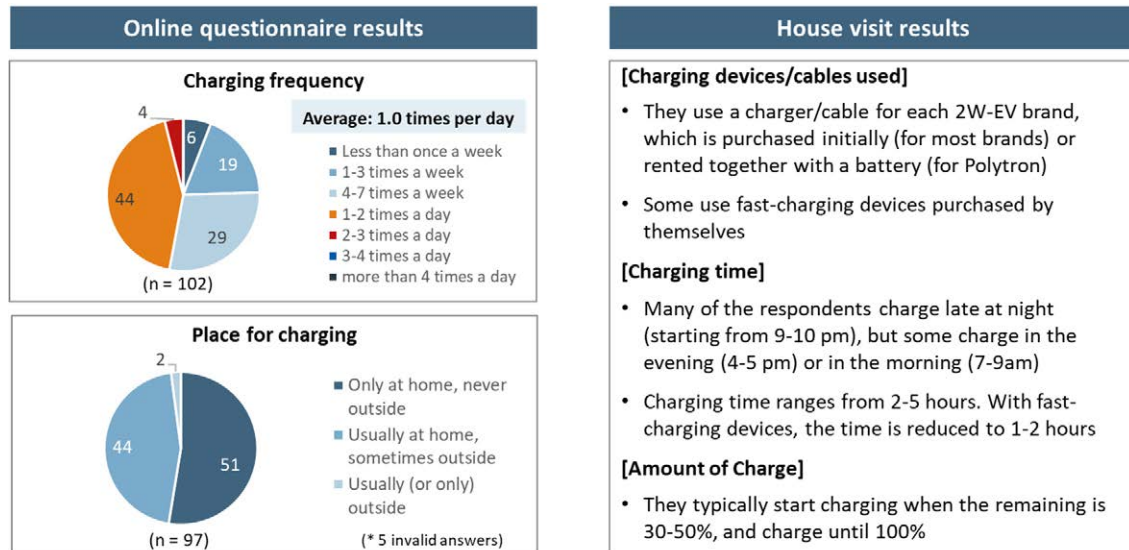 Online questionnaire results
Charging frequency
4
6
19
29
44
(n = 102)
Average: 1.0 times per day
Less than once a week
1-3 times a week
4-7 times a week
1-2 times a day
2-3 times a day
3-4 times a day
more than 4 times a day
Place for charging
2
44
51
(n = 97)
Only at home, never
outside
Usually at home,
sometimes outside
Usually (or only)
outside
(* 5 invalid answers)
House visit results
[Charging devices/cables used]
• They use a charger/cable for each 2W-EV brand,
which is purchased initially (for most brands) or
rented together with a battery (for Polytron)
• Some use fast-charging devices purchased by
themselves
[Charging time]
• Many of the respondents charge late at night
(starting from 9-10 pm), but some charge in the
evening (4-5 pm) or in the morning (7-9am)
• Charging time ranges from 2-5 hours. With fast-
charging devices, the time is reduced to 1-2 hours
[Amount of Charge]
• They typically start charging when the remaining is
30-50%, and charge until 100%